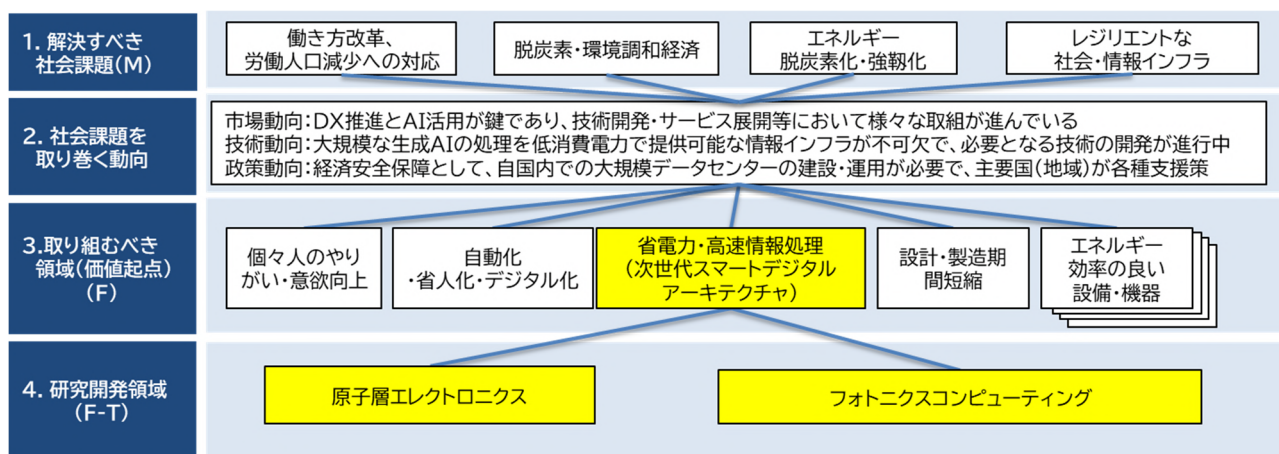 1. 解決すべき
社会課題(M)
働き方改革、
労働人口減少への対応
脱炭素・環境調和経済
エネルギー
脱炭素化・強靭化
レジリエントな
社会・情報インフラ
2. 社会課題を
取り巻く動向
市場動向:DX推進とAI活用が鍵であり、技術開発・サービス展開等において様々な取組が進んでいる
技術動向:大規模な生成AIの処理を低消費電力で提供可能な情報インフラが不可欠で、必要となる技術の開発が進行中
政策動向:経済安全保障として、自国内での大規模データセンターの建設・運用が必要で、主要国(地域)が各種支援策
3.取り組むべき
領域(価値起点)
(F)
個々人のやり
がい・意欲向上
自動化
・省人化・デジタル化
省電力・高速情報処理
(次世代スマートデジタル
アーキテクチャ)
設計・製造期
間短縮
エネルギー
効率の良い
設備・機器
4. 研究開発領域
(F-T)
原子層エレクトロニクス
フォトニクスコンピューティング